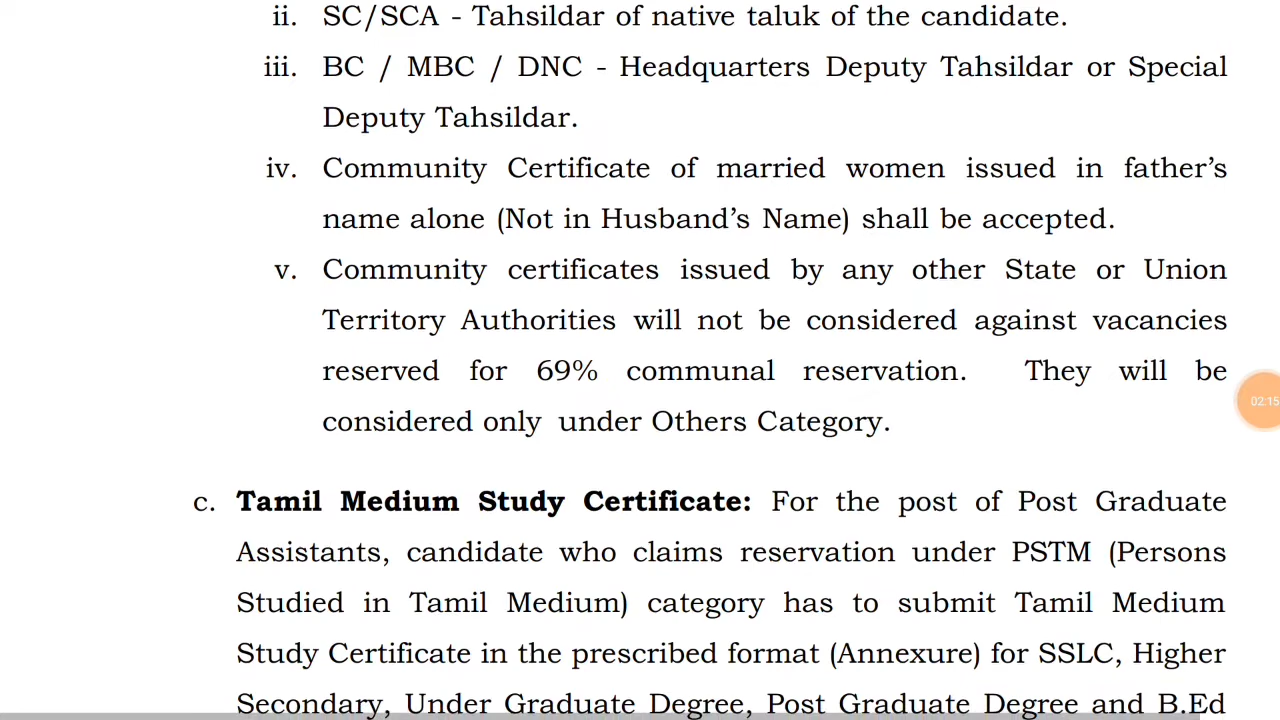 ii. SC/SCA - Tahsildar of native taluk of the candidate.
iii. BC / MBC / DNC - Headquarters Deputy Tahsildar or Special
Deputy Tahsildar.
iv. Community Certificate of married women issued in father’s
name alone (Not in Husband’s Name) shall be accepted.
v. Community certificates issued by any other State or Union
Territory Authorities will not be considered against vacancies
reserved for 69% communal reservation. They will be
considered only under Others Category.
02:15
c. Tamil Medium Study Certificate: For the post of Post Graduate
Assistants, candidate who claims reservation under PSTM (Persons
Studied in Tamil Medium) category has to submit Tamil Medium
Study Certificate in the prescribed format (Annexure) for SSLC, Higher
Secondary, Under Graduate Degree, Post Graduate Degree and B.Ed